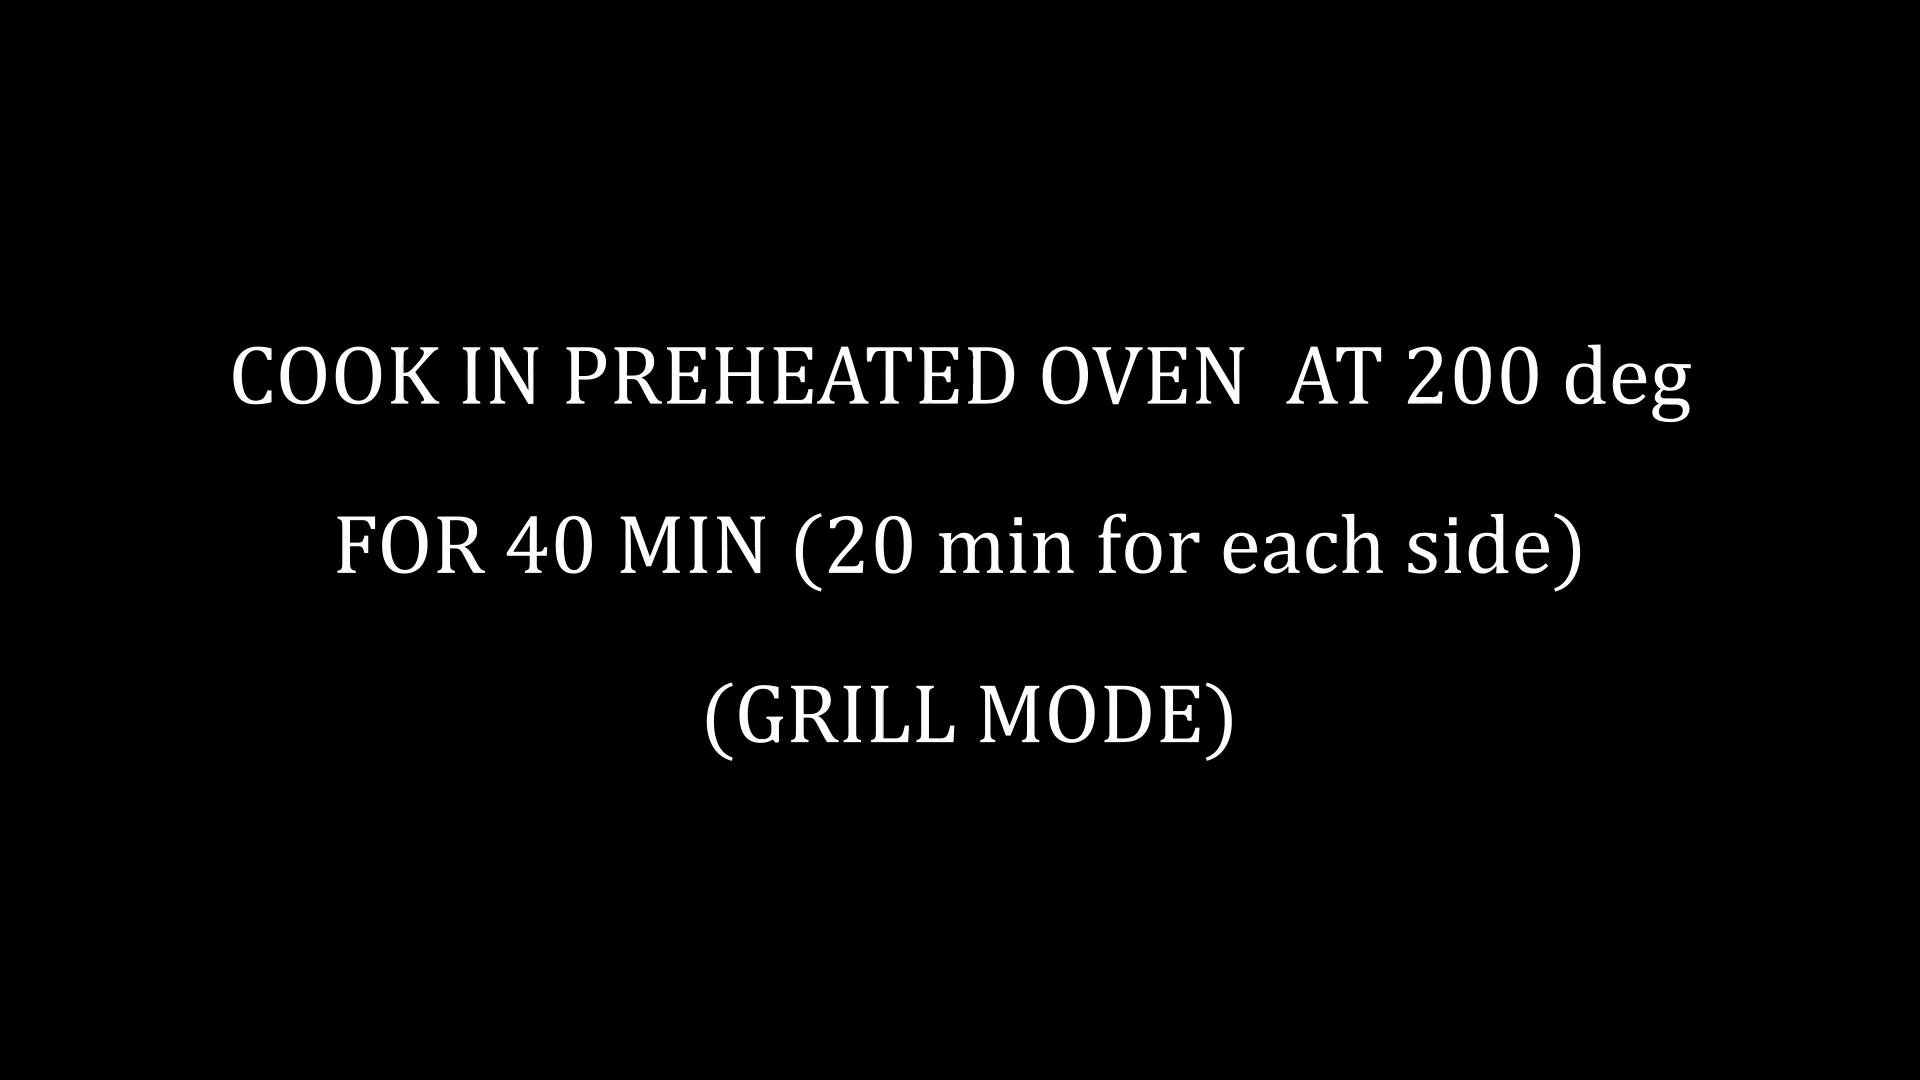 COOK IN PREHEATED OVEN  AT 200 deg
FOR 40 MIN (20 min for each side)
(GRILL MODE)